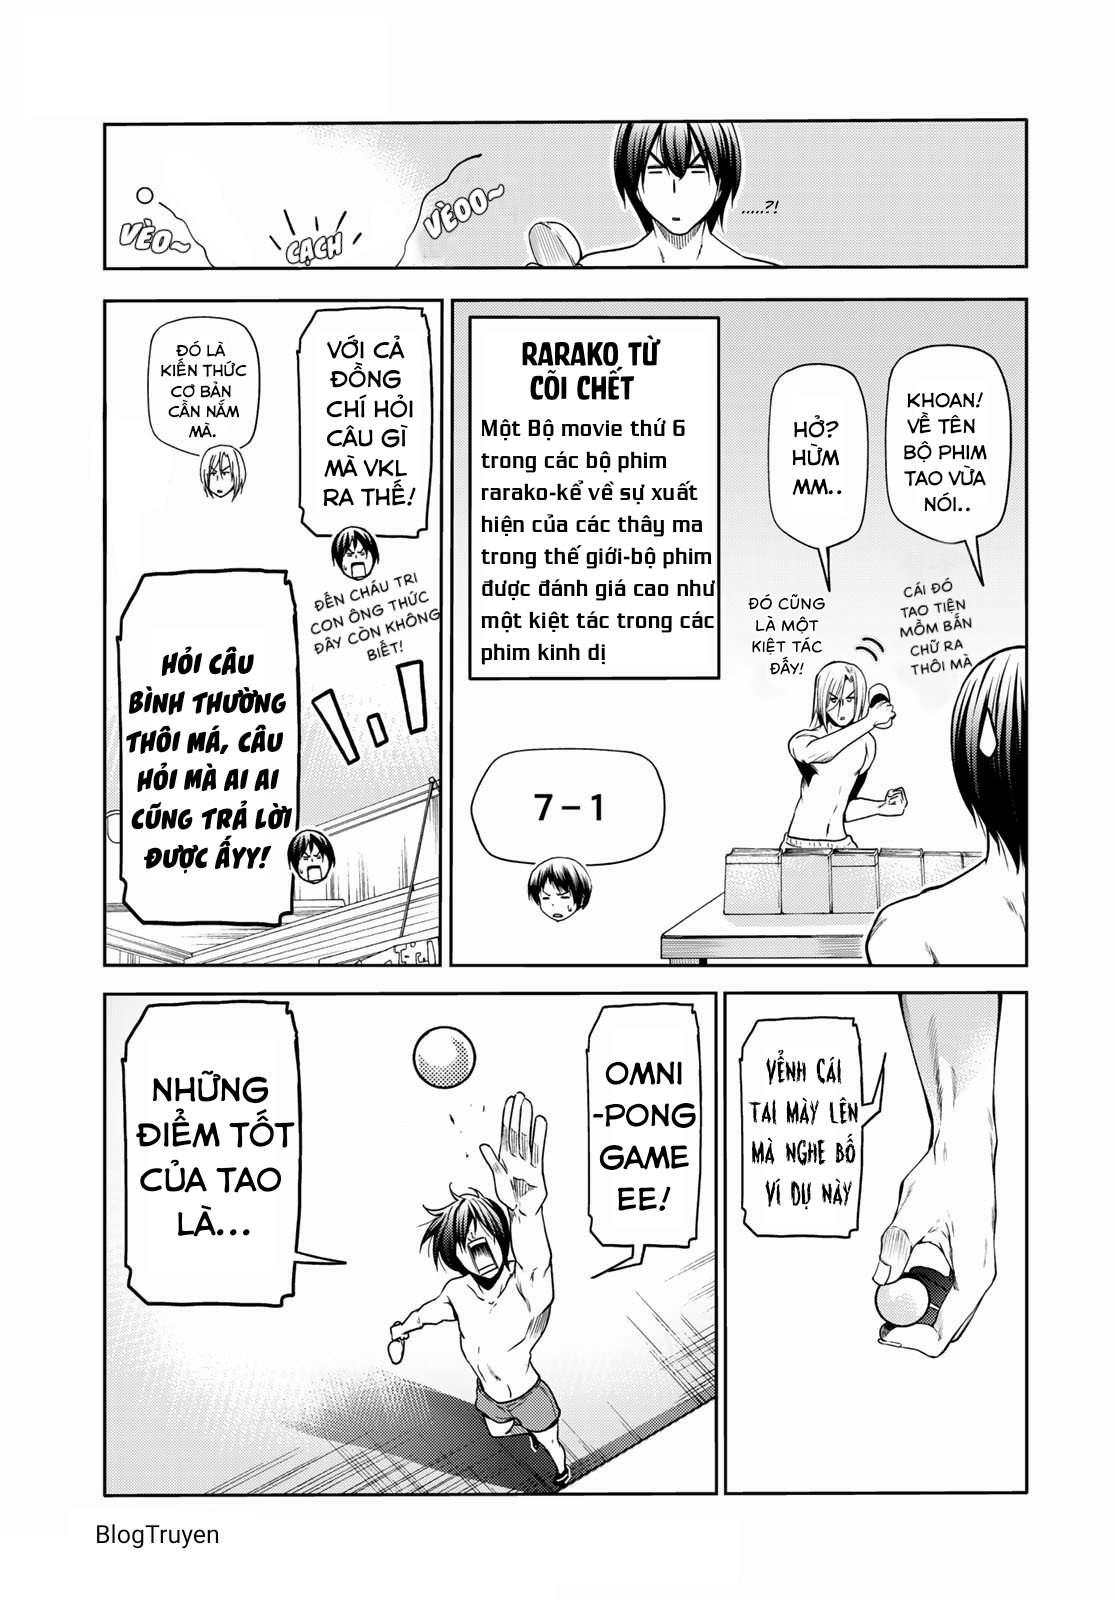 .....?!
VÈOO~
CẠCH
VÈO~
KHOAN!
VỀ TÊN
BỘ PHIM
TAO VỪA
NÓI..
CÁI ĐÓ
TAO TIỆN
MỒM BẮN
CHỮ RA
THÔI MÀ
HỞ?
HỪM
MM..
ĐÓ CŨNG
LÀ MỘT
KIỆT TÁC
ĐẤY!
RARAKO TỪ
CÕI CHẾT
Một Bộ movie thứ 6
trong các bộ phim
rarako-kể về sự xuất
hiện của các thây ma
trong thế giới-bộ phim
được đánh giá cao như
một kiệt tác trong các
phim kinh dị
7 – 1
VỚI CẢ
ĐỒNG
CHÍ HỎI
CÂU GÌ
MÀ VKL
RA THẾ!
ĐÓ LÀ
KIẾN THỨC
CƠ BẢN
CẦN NẮM
MÀ.
ĐẾN CHÁU TRI
CON ÔNG THỨC
ĐÂY CÒN KHÔNG
BIẾT!
HỎI CÂU
BÌNH THƯỜNG
THÔI MÁ, CÂU
HỎI MÀ AI AI
CŨNG TRẢ LỜI
ĐƯỢC ẤYY!
VỂNH CÁI
TAI MÀY LÊN
MÀ NGHE BỐ
VÍ DỤ NÀY
OMNI
-PONG
GAME
EE!
NHỮNG
ĐIỂM TỐT
CỦA TAO
LÀ...
BlogTruyen